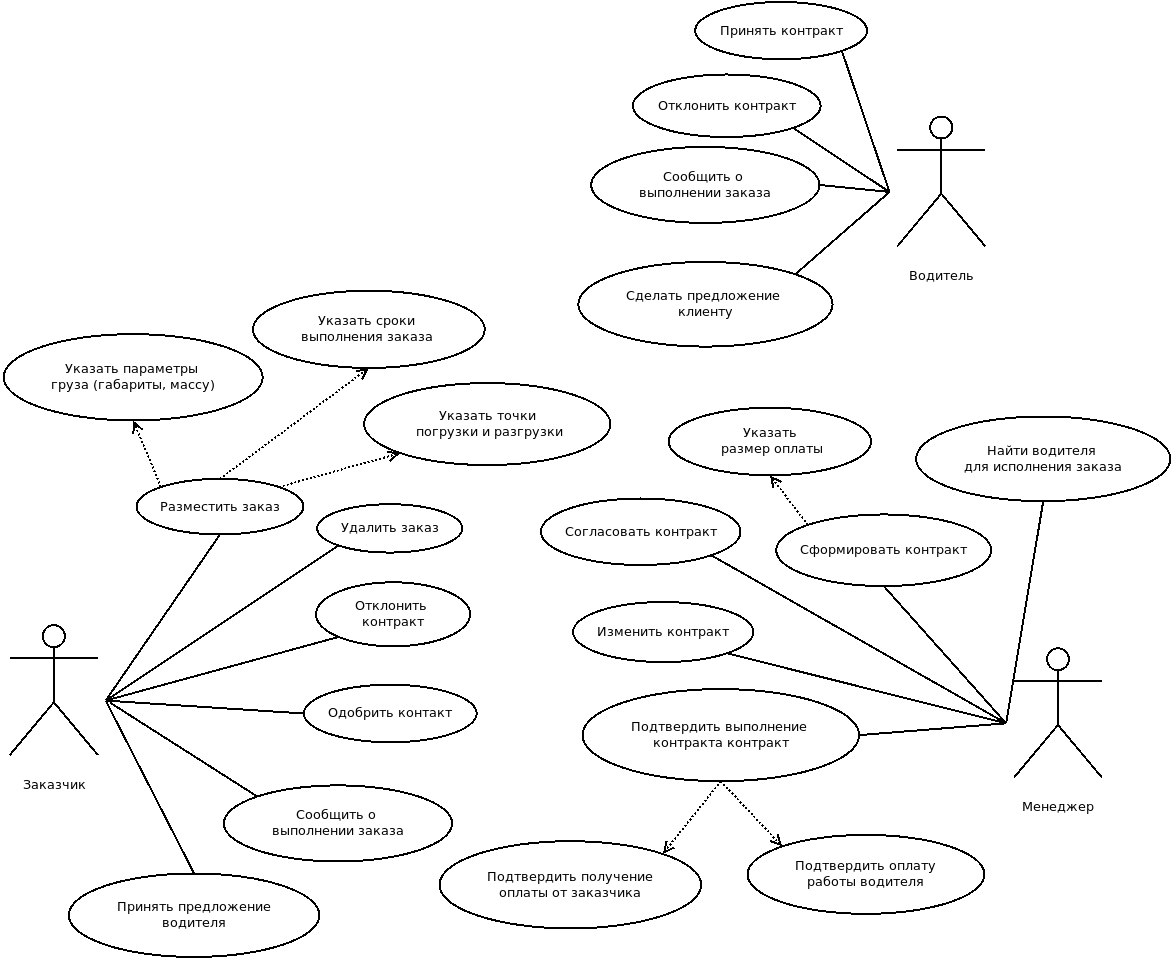 Принять контракт
Отклонить контракт
Сообщить о
выполнении заказа
Водитель
Сделать предложение
клиенту
Указать сроки
выполнения заказа
Указать параметры
груза (габариты, массу)
Указать точки
погрузки и разгрузки
Указать
размер оплаты
Найти водителя
для исполнения заказа
Разместить заказ
Удалить заказ
Согласовать контракт
Сформировать контракт
Отклонить
контракт
Изменить контракт
Одобрить контакт
Подтвердить выполнение
контракта контракт
Заказчик
Менеджер
Сообщить о
выполнении заказа
Подтвердить получение
оплаты от заказчика
Подтвердить оплату
работы водителя
Принять предложение
водителя